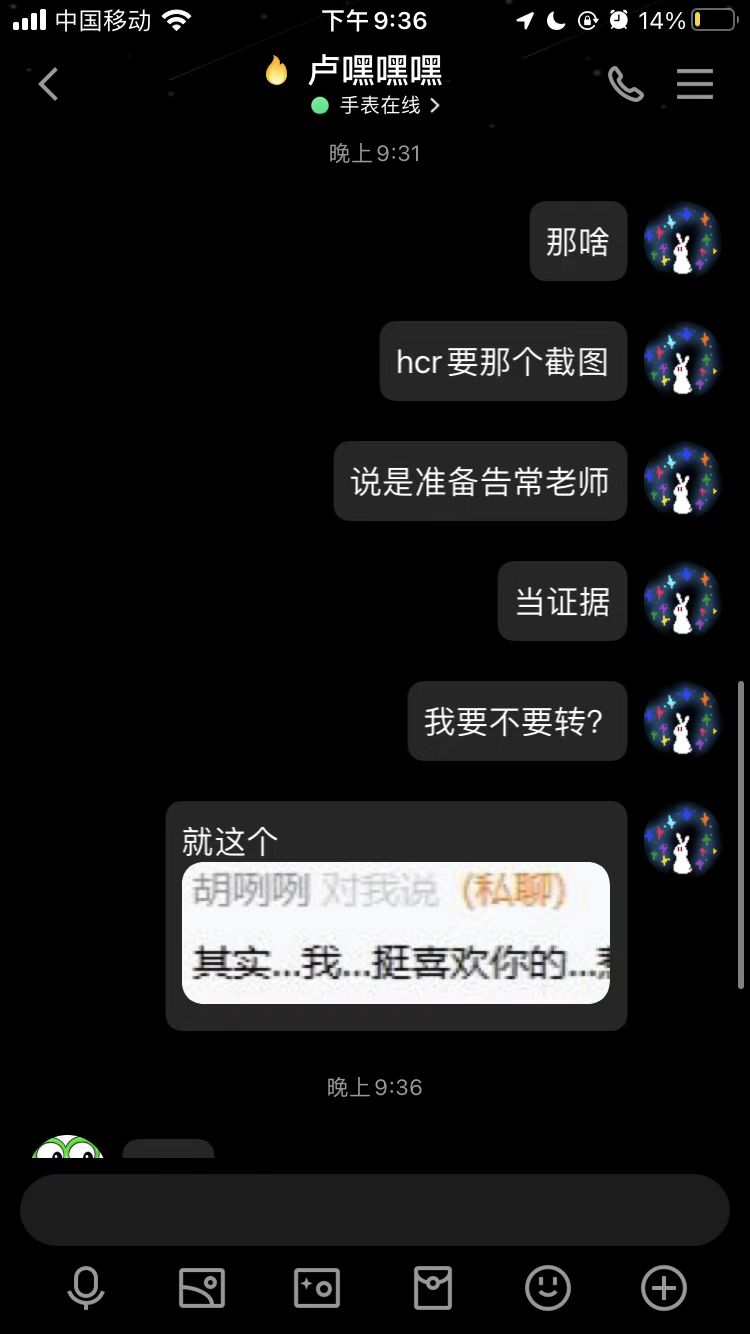 中国移动 下午9:36 14%
卢嘿嘿嘿
手表在线
晚上9:31
那啥
hcr要那个截图
说是准备告常老师
当证据
我要不要转？
就这个
胡咧咧 对我说 (私聊)
其实...我...挺喜欢你的...
晚上9:36